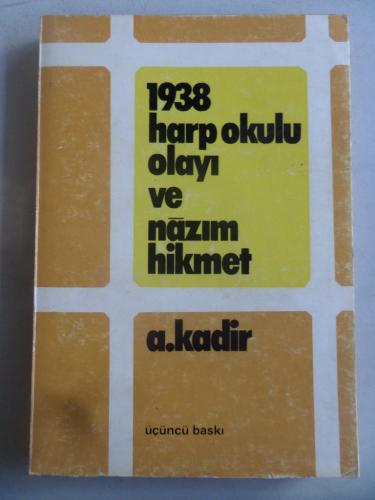 1938
harp okulu
olayı
ve
nâzım
hikmet
a.kadir
üçüncü baskı